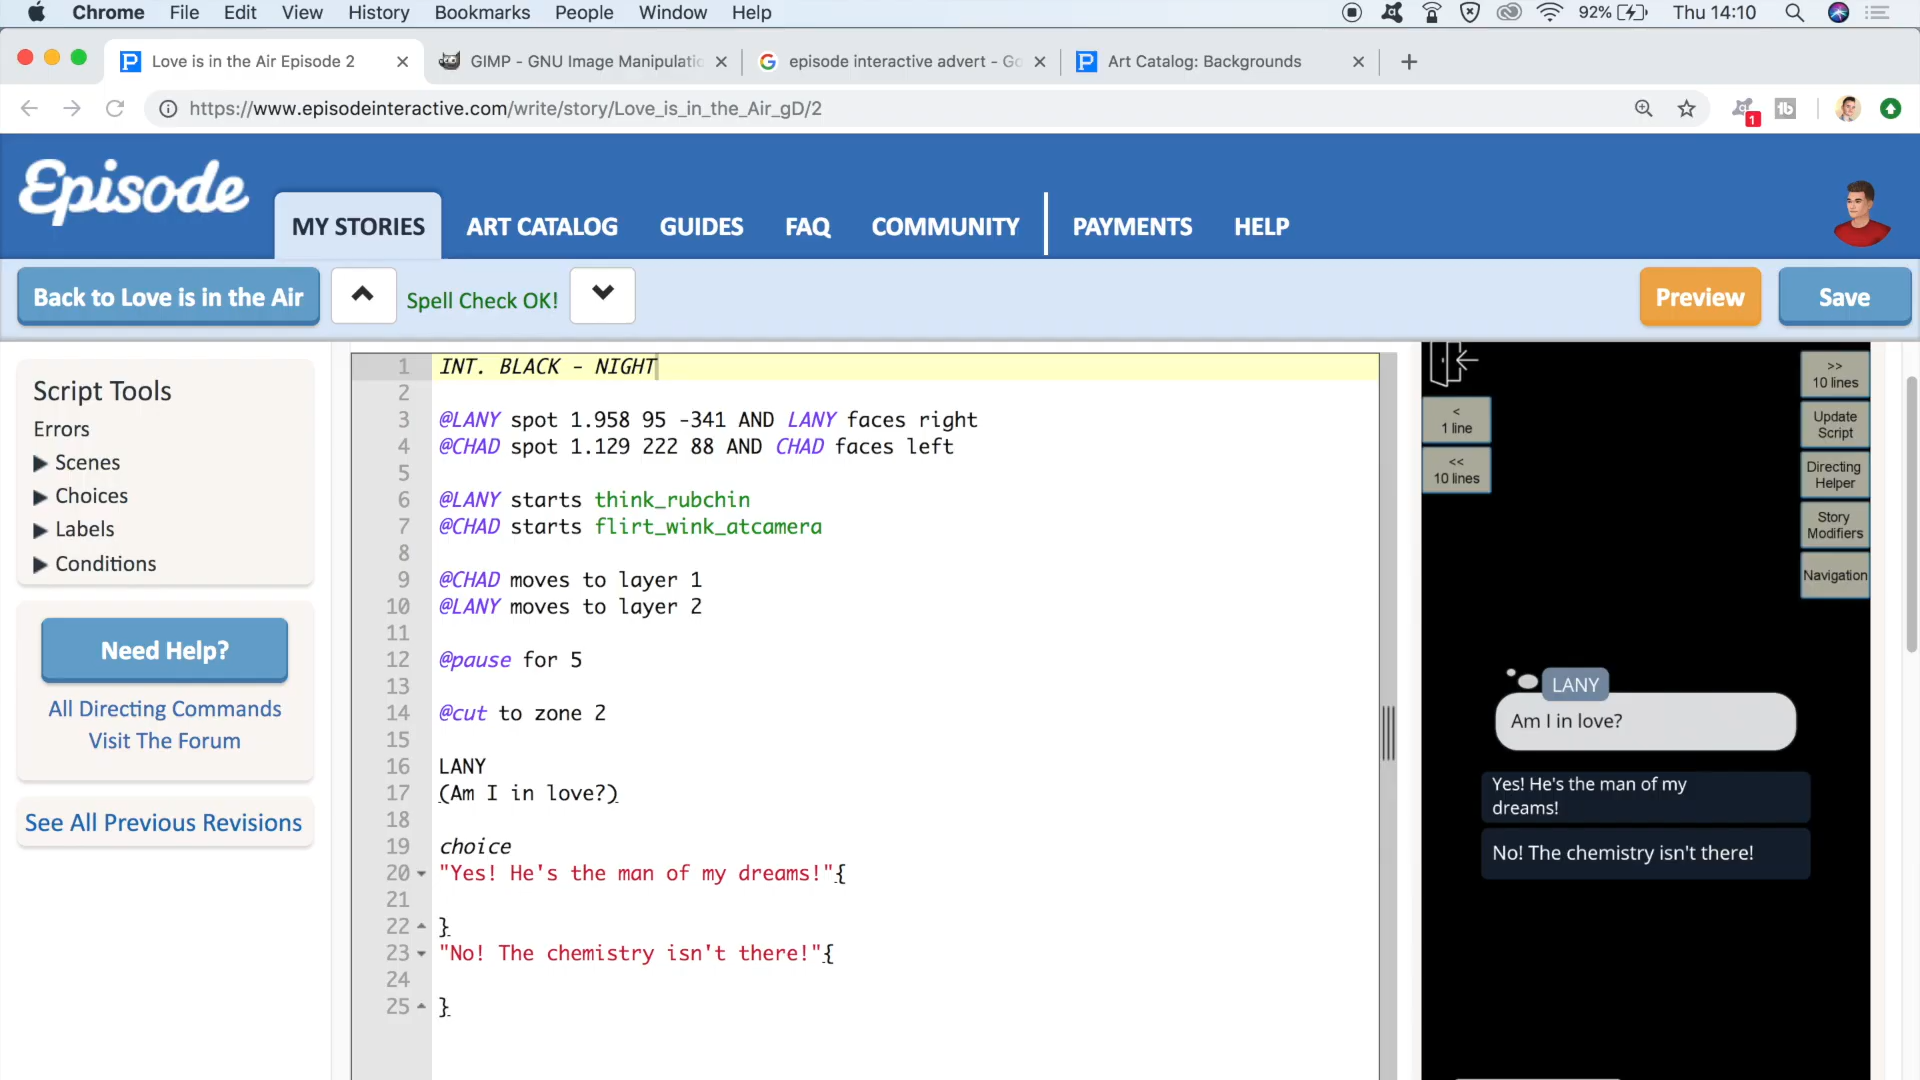 Chrome File Edit View History Bookmarks People Window Help 92% Thu 14:10
Love is in the Air Episode 2 GIMP - GNU Image Manipulatio episode interactive advert - Go Art Catalog: Backgrounds
https://www.episodeinteractive.com/write/story/Love_is_in_the_Air_gD/2 1 tb
Episode
MY STORIES ART CATALOG GUIDES FAQ COMMUNITY PAYMENTS HELP
Back to Love is in the Air Spell Check OK! Preview Save
Script Tools
Errors
Scenes
Choices
Labels
Conditions
Need Help?
All Directing Commands
Visit The Forum
See All Previous Revisions
1 INT. BLACK - NIGHT
2
3 @LANY spot 1.958 95 -341 AND LANY faces right
4 @CHAD spot 1.129 222 88 AND CHAD faces left
5
6 @LANY starts think_rubchin
7 @CHAD starts flirt_wink_atcamera
8
9 @CHAD moves to layer 1
10 @LANY moves to layer 2
11
12 @pause for 5
13
14 @cut to zone 2
15
16 LANY
17 (Am I in love?)
18
19 choice
20 "Yes! He's the man of my dreams!"{
21
22 }
23 "No! The chemistry isn't there!"{
24
25 }
<
1 line
<<
10 lines
>>
10 lines
Update
Script
Directing
Helper
Story
Modifiers
Navigation
LANY
Am I in love?
Yes! He's the man of my
dreams!
No! The chemistry isn't there!